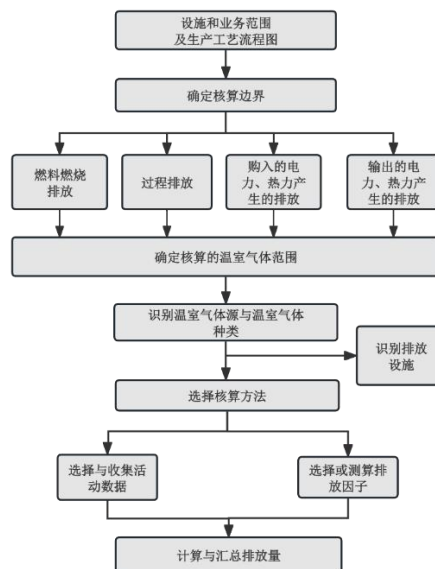 设施和业务范围
及生产工艺流程图
确定核算边界
燃料燃烧
排放
过程排放
购入的电
力、热力产
生的排放
输出的电
力、热力产
生的排放
确定核算的温室气体范围
识别温室气体源与温室气体
种类
识别排放
设施
选择核算方法
选择与收集活
动数据
选择或测算排
放因子
计算与汇总排放量